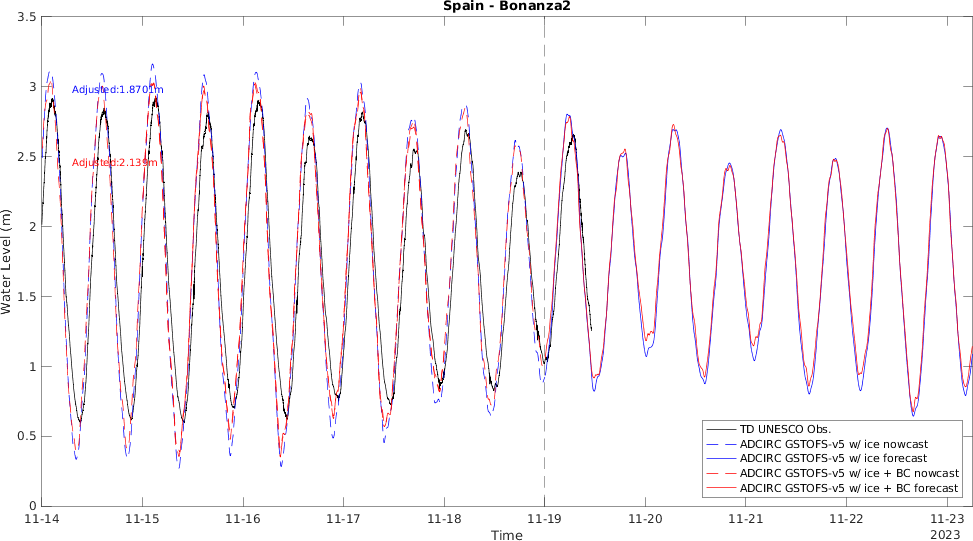 Spain - Bonanza2
3.5
3
2.5
2
1.5
1
0.5
0
Water Level (m)
Adjusted:1.8701m
Adjusted:2.139m
TD UNESCO Obs.
ADCIRC GSTOFS-v5 w/ ice nowcast
ADCIRC GSTOFS-v5 w/ ice forecast
ADCIRC GSTOFS-v5 w/ ice + BC nowcast
ADCIRC GSTOFS-v5 w/ ice + BC forecast
11-14 11-15 11-16 11-17 11-18 11-19 11-20 11-21 11-22 11-23
2023
Time